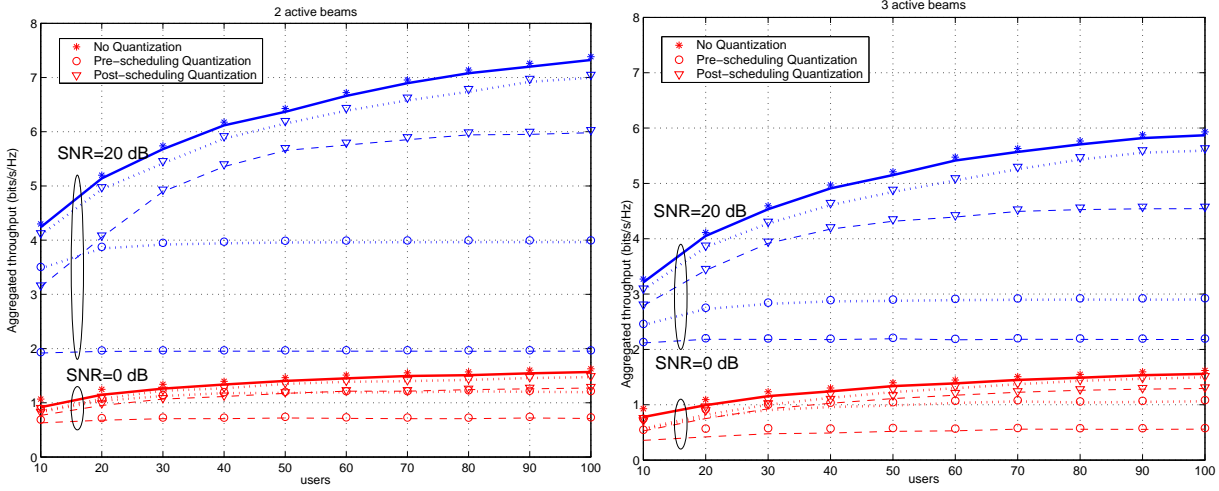 2 active beams
No Quantization
Pre-scheduling Quantization
Post-scheduling Quantization
SNR=20 dB
SNR=0 dB
Aggregated throughput (bits/s/Hz)
0
1
2
3
4
5
6
7
8
10
20
30
40
50
60
70
80
90
100
users
3 active beams
No Quantization
Pre-scheduling Quantization
Post-scheduling Quantization
SNR=20 dB
SNR=0 dB
Aggregated throughput (bits/s/Hz)
0
1
2
3
4
5
6
7
8
10
20
30
40
50
60
70
80
90
100
users